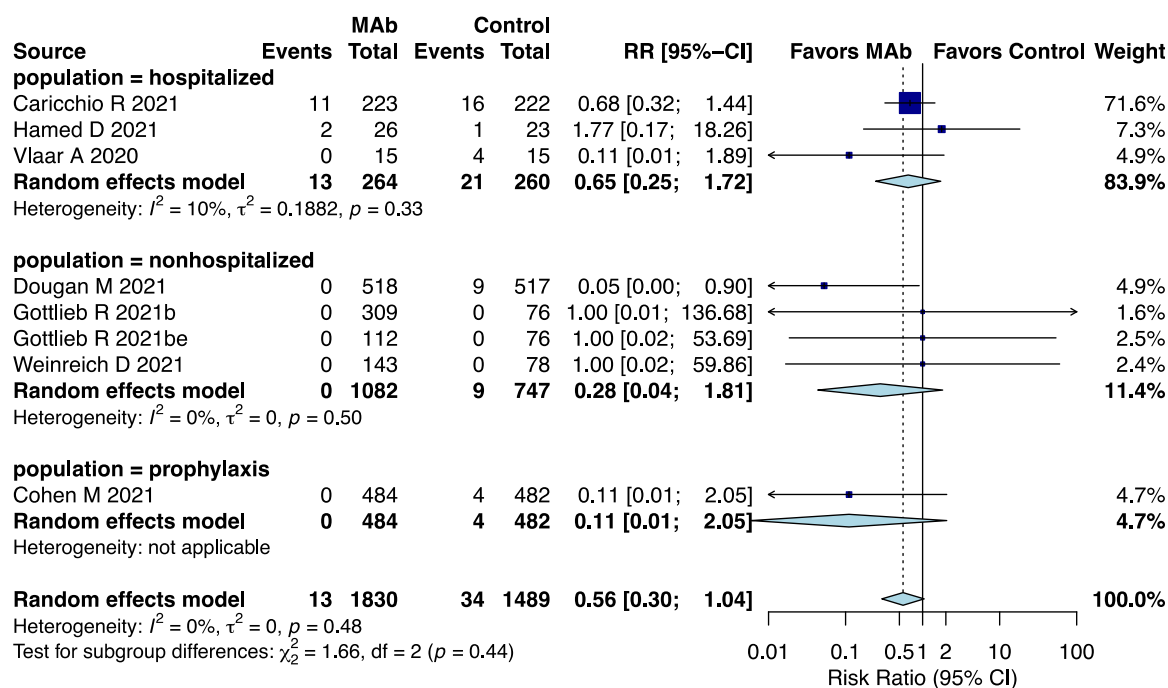 MAb Control
Source Events Total Events Total RR [95%−CI] Favors MAb Favors Control Weight
population = hospitalized
Caricchio R 2021 11 223 16 222 0.68 [0.32; 1.44] 71.6%
Hamed D 2021 2 26 1 23 1.77 [0.17; 18.26] 7.3%
Vlaar A 2020 0 15 4 15 0.11 [0.01; 1.89] 4.9%
Random effects model 13 264 21 260 0.65 [0.25; 1.72] 83.9%
Heterogeneity: I² = 10%, τ² = 0.1882, p = 0.33
population = nonhospitalized
Dougan M 2021 0 518 9 517 0.05 [0.00; 0.90] 4.9%
Gottlieb R 2021b 0 309 0 76 1.00 [0.01; 136.68] 1.6%
Gottlieb R 2021be 0 112 0 76 1.00 [0.02; 53.69] 2.5%
Weinreich D 2021 0 143 0 78 1.00 [0.02; 59.86] 2.4%
Random effects model 0 1082 9 747 0.28 [0.04; 1.81] 11.4%
Heterogeneity: I² = 0%, τ² = 0, p = 0.50
population = prophylaxis
Cohen M 2021 0 484 4 482 0.11 [0.01; 2.05] 4.7%
Random effects model 0 484 4 482 0.11 [0.01; 2.05] 4.7%
Heterogeneity: not applicable
Random effects model 13 1830 34 1489 0.56 [0.30; 1.04] 100.0%
Heterogeneity: I² = 0%, τ² = 0, p = 0.48
Test for subgroup differences: χ²₂ = 1.66, df = 2 (p = 0.44)
0.01 0.1 0.5 1 2 10 100
Risk Ratio (95% CI)